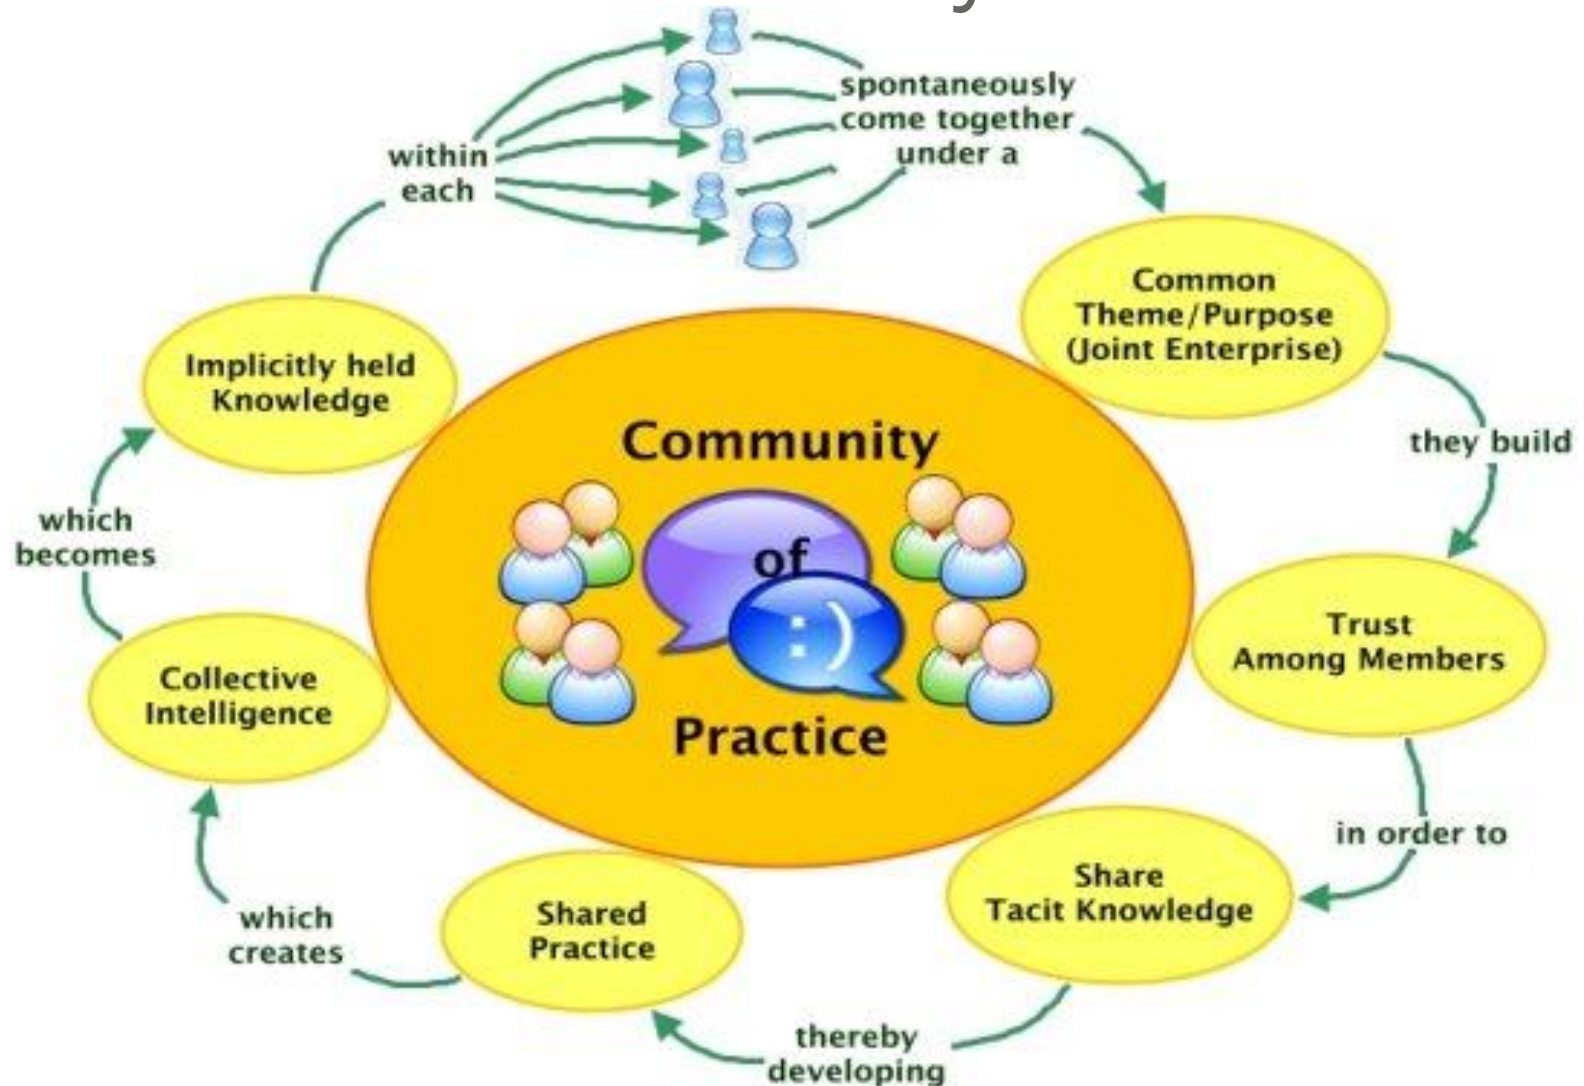 within
each
spontaneously
come together
under a
Common
Theme/Purpose
(Joint Enterprise)
they build
Trust
Among Members
in order to
Share
Tacit Knowledge
thereby
developing
Shared
Practice
which
creates
Collective
Intelligence
which
becomes
Implicitly held
Knowledge
Community
of
:)
Practice